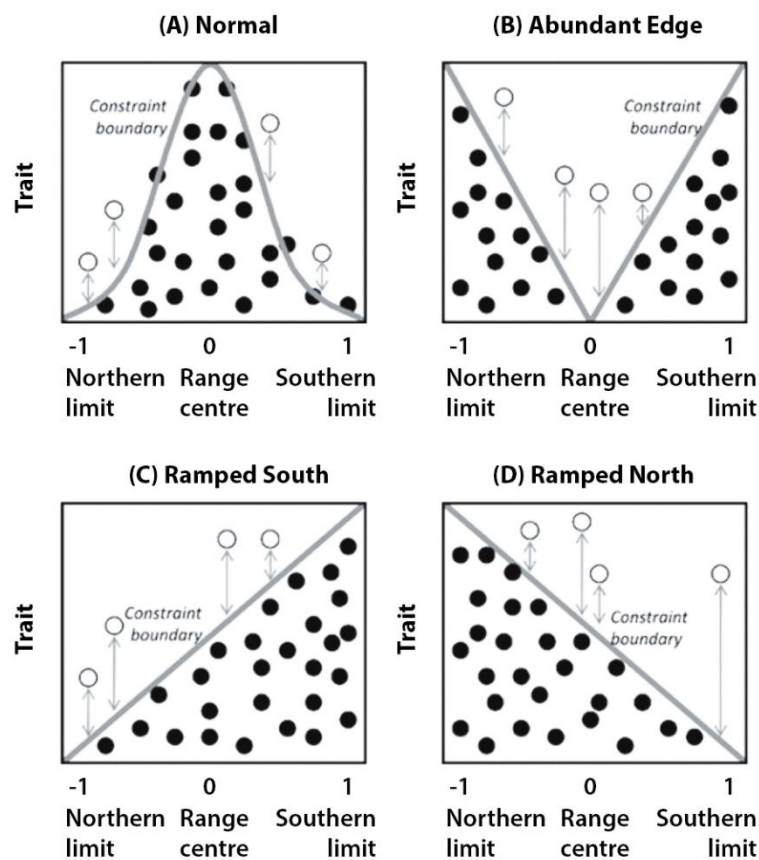 (A) Normal
Constraint
boundary
Trait
-1 0 1
Northern Range Southern
limit centre limit
(B) Abundant Edge
Constraint
boundary
Trait
-1 0 1
Northern Range Southern
limit centre limit
(C) Ramped South
Constraint
boundary
Trait
-1 0 1
Northern Range Southern
limit centre limit
(D) Ramped North
Constraint
boundary
Trait
-1 0 1
Northern Range Southern
limit centre limit